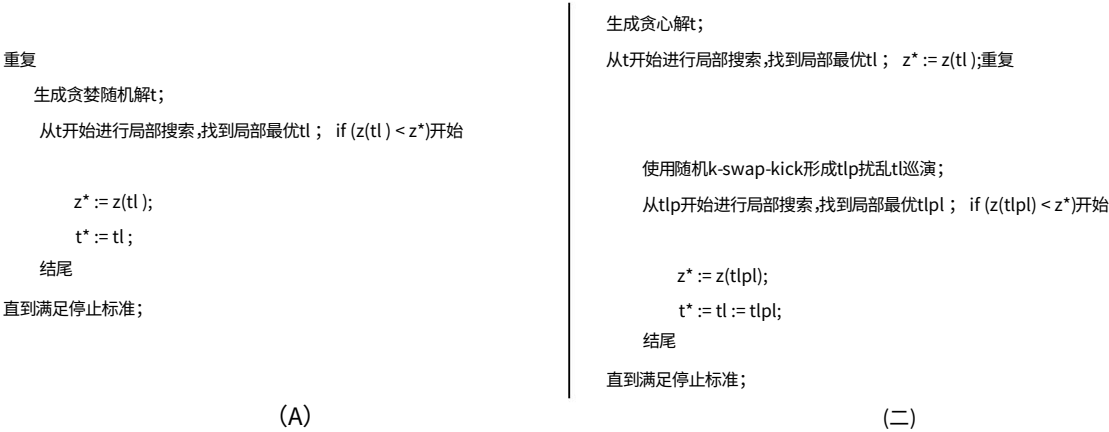 重复
生成贪婪随机解t；
从t开始进行局部搜索,找到局部最优tl； if (z(tl ) < z*)开始
z* := z(tl );
t* := tl ;
结尾
直到满足停止标准；
（A）
生成贪心解t；
从t开始进行局部搜索,找到局部最优tl； z* := z(tl );重复
使用随机k-swap-kick形成tlp扰乱tl巡演；
从tlp开始进行局部搜索,找到局部最优tlpl； if (z(tlpl) < z*)开始
z* := z(tlpl);
t* := tl := tlpl;
结尾
直到满足停止标准；
(二)